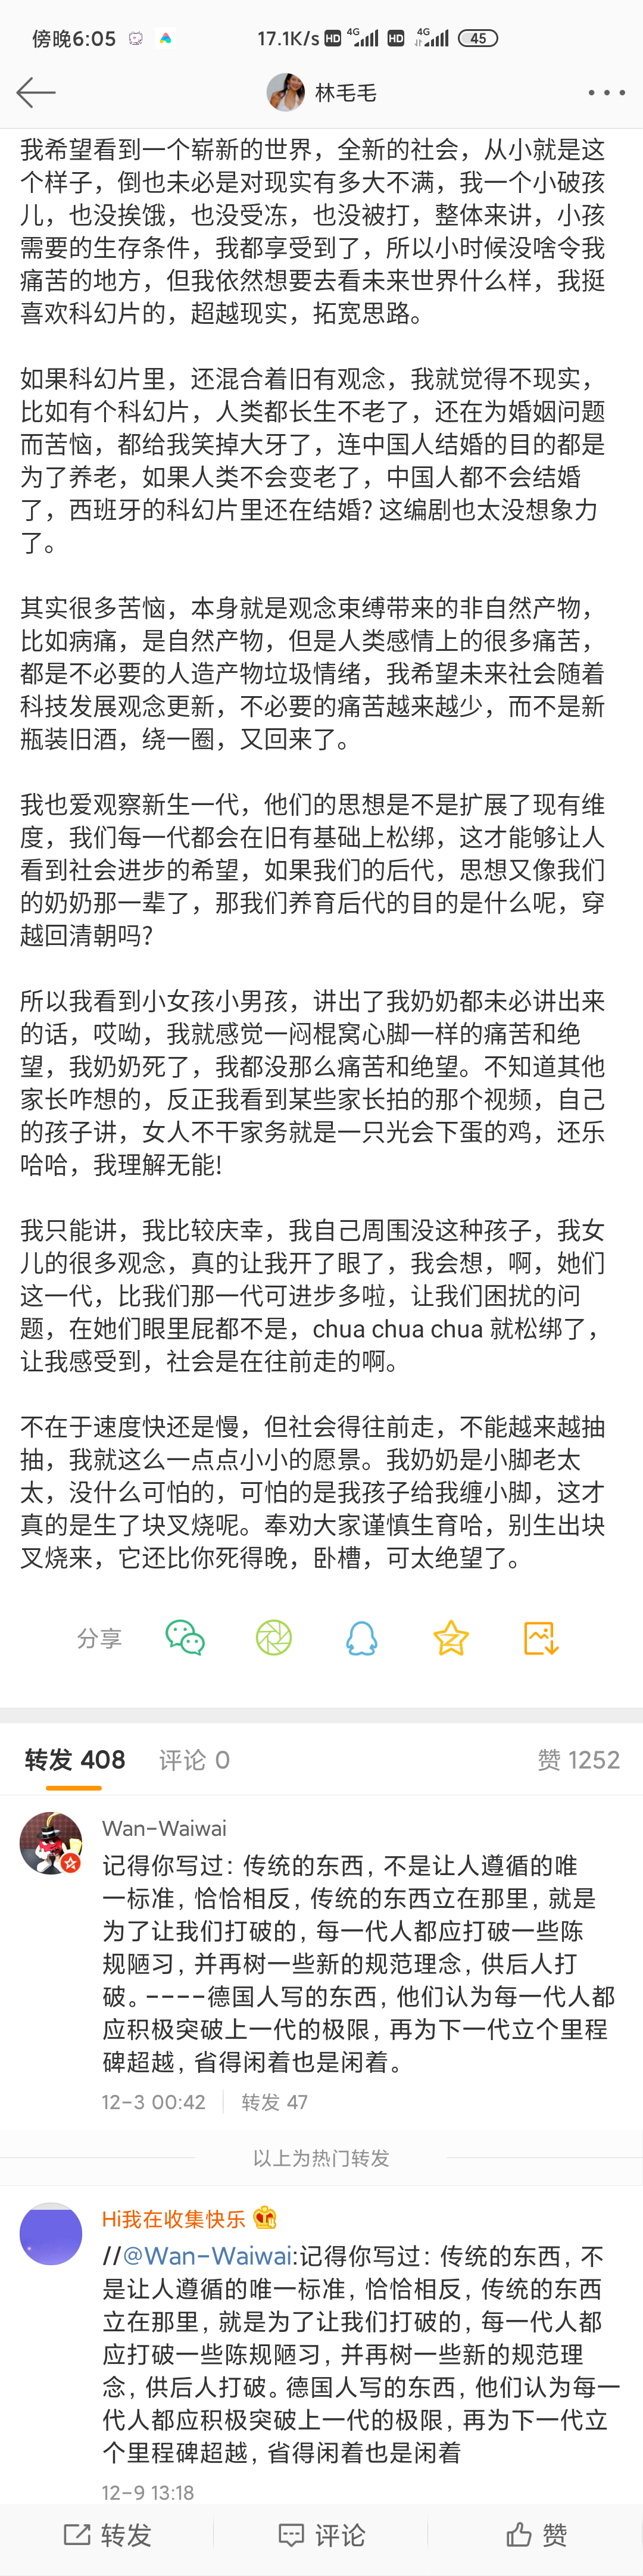 傍晚6:05 17.1K/s HD 4G HD 4G 45
林毛毛
我希望看到一个崭新的世界，全新的社会，从小就是这
个样子，倒也未必是对现实有多大不满，我一个小破孩
儿，也没挨饿，也没受冻，也没被打，整体来讲，小孩
需要的生存条件，我都享受到了，所以小时候没啥令我
痛苦的地方，但我依然想要去看未来世界什么样，我挺
喜欢科幻片的，超越现实，拓宽思路。
如果科幻片里，还混合着旧有观念，我就觉得不现实，
比如有个科幻片，人类都长生不老了，还在为婚姻问题
而苦恼，都给我笑掉大牙了，连中国人结婚的目的都是
为了养老，如果人类不会变老了，中国人都不会结婚
了，西班牙的科幻片里还在结婚? 这编剧也太没想象力
了。
其实很多苦恼，本身就是观念束缚带来的非自然产物，
比如病痛，是自然产物，但是人类感情上的很多痛苦，
都是不必要的人造产物垃圾情绪，我希望未来社会随着
科技发展观念更新，不必要的痛苦越来越少，而不是新
瓶装旧酒，绕一圈，又回来了。
我也爱观察新生一代，他们的思想是不是扩展了现有维
度，我们每一代都会在旧有基础上松绑，这才能够让人
看到社会进步的希望，如果我们的后代，思想又像我们
的奶奶那一辈了，那我们养育后代的目的是什么呢，穿
越回清朝吗?
所以我看到小女孩小男孩，讲出了我奶奶都未必讲出来
的话，哎呦，我就感觉一闷棍窝心脚一样的痛苦和绝
望，我奶奶死了，我都没那么痛苦和绝望。不知道其他
家长咋想的，反正我看到某些家长拍的那个视频，自己
的孩子讲，女人不干家务就是一只光会下蛋的鸡，还乐
哈哈，我理解无能!
我只能讲，我比较庆幸，我自己周围没这种孩子，我女
儿的很多观念，真的让我开了眼了，我会想，啊，她们
这一代，比我们那一代可进步多啦，让我们困扰的问
题，在她们眼里屁都不是，chua chua chua 就松绑了，
让我感受到，社会是在往前走的啊。
不在于速度快还是慢，但社会得往前走，不能越来越抽
抽，我就这么一点点小小的愿景。我奶奶是小脚老太
太，没什么可怕的，可怕的是我孩子给我缠小脚，这才
真的是生了块叉烧呢。奉劝大家谨慎生育哈，别生出块
叉烧来，它还比你死得晚，卧槽，可太绝望了。
分享
转发 408 评论 0 赞 1252
Wan-Waiwai
记得你写过：传统的东西，不是让人遵循的唯
一标准，恰恰相反，传统的东西立在那里，就是
为了让我们打破的，每一代人都应打破一些陈
规陋习，并再树一些新的规范理念，供后人打
破。----德国人写的东西，他们认为每一代人都
应积极突破上一代的极限，再为下一代立个里程
碑超越，省得闲着也是闲着。
12-3 00:42 转发 47
以上为热门转发
Hi我在收集快乐
//@Wan-Waiwai:记得你写过：传统的东西，不
是让人遵循的唯一标准，恰恰相反，传统的东西
立在那里，就是为了让我们打破的，每一代人都
应打破一些陈规陋习，并再树一些新的规范理
念，供后人打破。德国人写的东西，他们认为每一
代人都应积极突破上一代的极限，再为下一代立
个里程碑超越，省得闲着也是闲着
12-9 13:18
转发 评论 赞